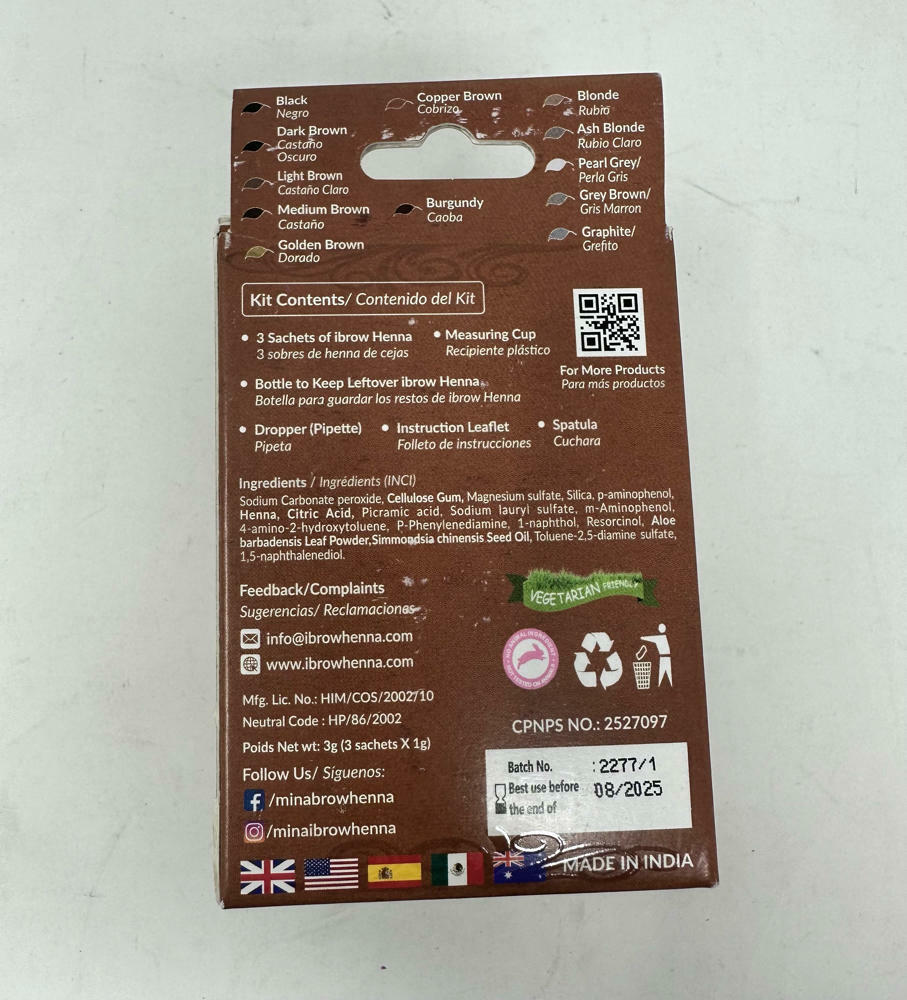 Black
Negro
Dark Brown
Castaño
Oscuro
Light Brown
Castaño Claro
Medium Brown
Castaño
Golden Brown
Dorado
Copper Brown
Cobrizo
Burgundy
Caoba
Blonde
Rubio
Ash Blonde
Rubio Claro
Pearl Grey/
Perla Gris
Grey Brown/
Gris Marron
Graphite/
Grefito
Kit Contents/ Contenido del Kit
• 3 Sachets of ibrow Henna
3 sobres de henna de cejas
• Measuring Cup
Recipiente plástico
• Bottle to Keep Leftover ibrow Henna
Botella para guardar los restos de ibrow Henna
• Dropper (Pipette)
Pipeta
• Instruction Leaflet
Folleto de instrucciones
• Spatula
Cuchara
For More Products
Para más productos
Ingredients / Ingrédients (INCI)
Sodium Carbonate peroxide, Cellulose Gum, Magnesium sulfate, Silica, p-aminophenol,
Henna, Citric Acid, Picramic acid, Sodium lauryl sulfate, m-Aminophenol,
4-amino-2-hydroxytoluene, P-Phenylenediamine, 1-naphthol, Resorcinol, Aloe
barbadensis Leaf Powder,Simmondsia chinensis Seed Oil, Toluene-2,5-diamine sulfate,
1,5-naphthalenediol.
Feedback/Complaints
Sugerencias/ Reclamaciones
info@ibrowhenna.com
www.ibrowhenna.com
VEGETARIAN FRIENDLY
NO ANIMAL INGREDIENT
NOT TESTED ON ANIMAL
Mfg. Lic. No.: HIM/COS/2002/10
Neutral Code : HP/86/2002
Poids Net wt: 3g (3 sachets X 1g)
Follow Us/ Síguenos:
/minabrowhenna
/minaibrowhenna
CPNPS NO.: 2527097
Batch No. : 2277/1
Best use before 08/2025
the end of
MADE IN INDIA